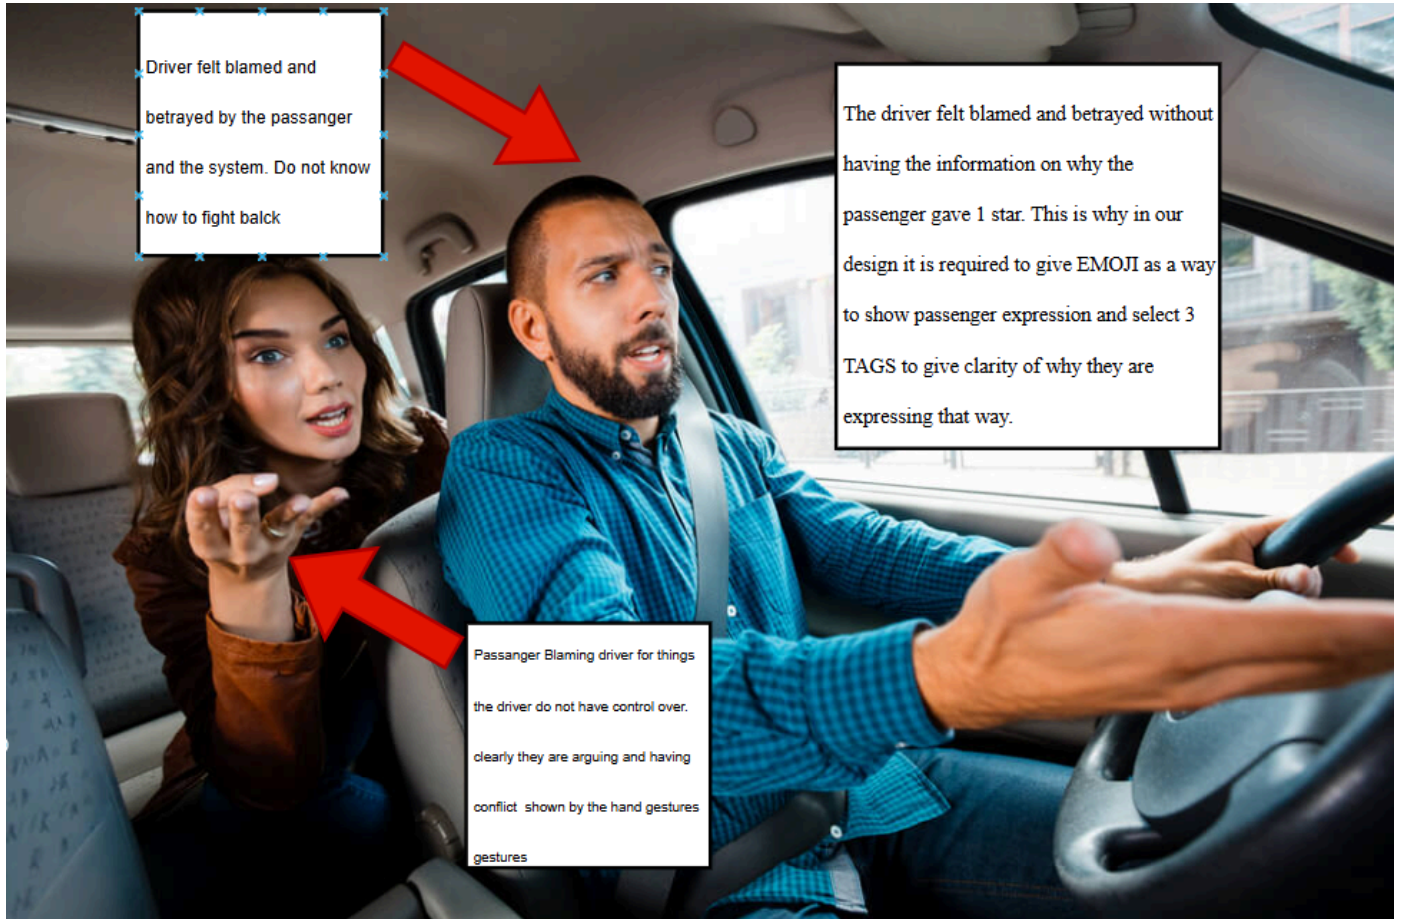 Driver felt blamed and
betrayed by the passanger
and the system. Do not know
how to fight balck
The driver felt blamed and betrayed without
having the information on why the
passenger gave 1 star. This is why in our
design it is required to give EMOJI as a way
to show passenger expression and select 3
TAGS to give clarity of why they are
expressing that way.
Passanger Blaming driver for things
the driver do not have control over.
clearly they are arguing and having
conflict  shown by the hand gestures
gestures